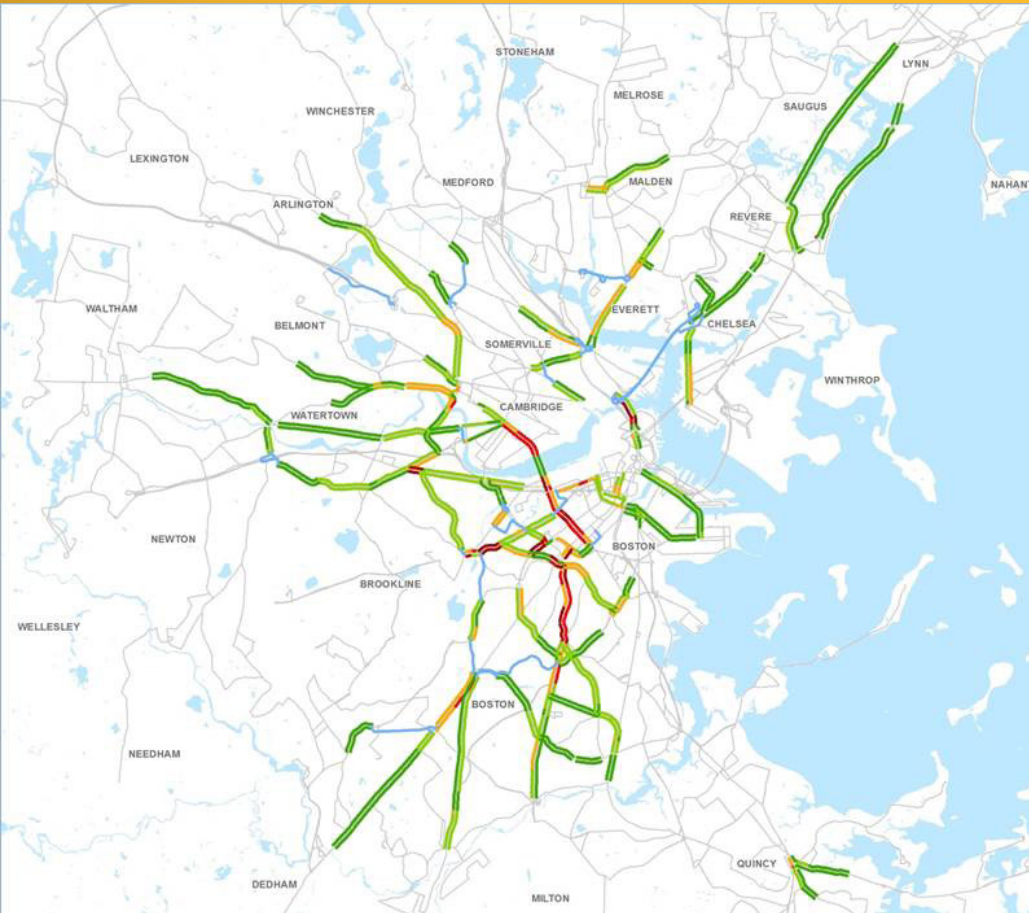 STONEHAM
LYNN
MELROSE
SAUGUS
WINCHESTER
LEXINGTON
MEDFORD
MALDEN
NAHAN
ARLINGTON
REVERE
WALTHAM
EVERETT
BELMONT
CHELSEA
SOMERVILLE
WINTHROP
CAMBRIDGE
WATERTOWN
NEWTON
BOSTON
BROOKLINE
WELLESLEY
BOSTON
NEEDHAM
QUINCY
DEDHAM
MILTON